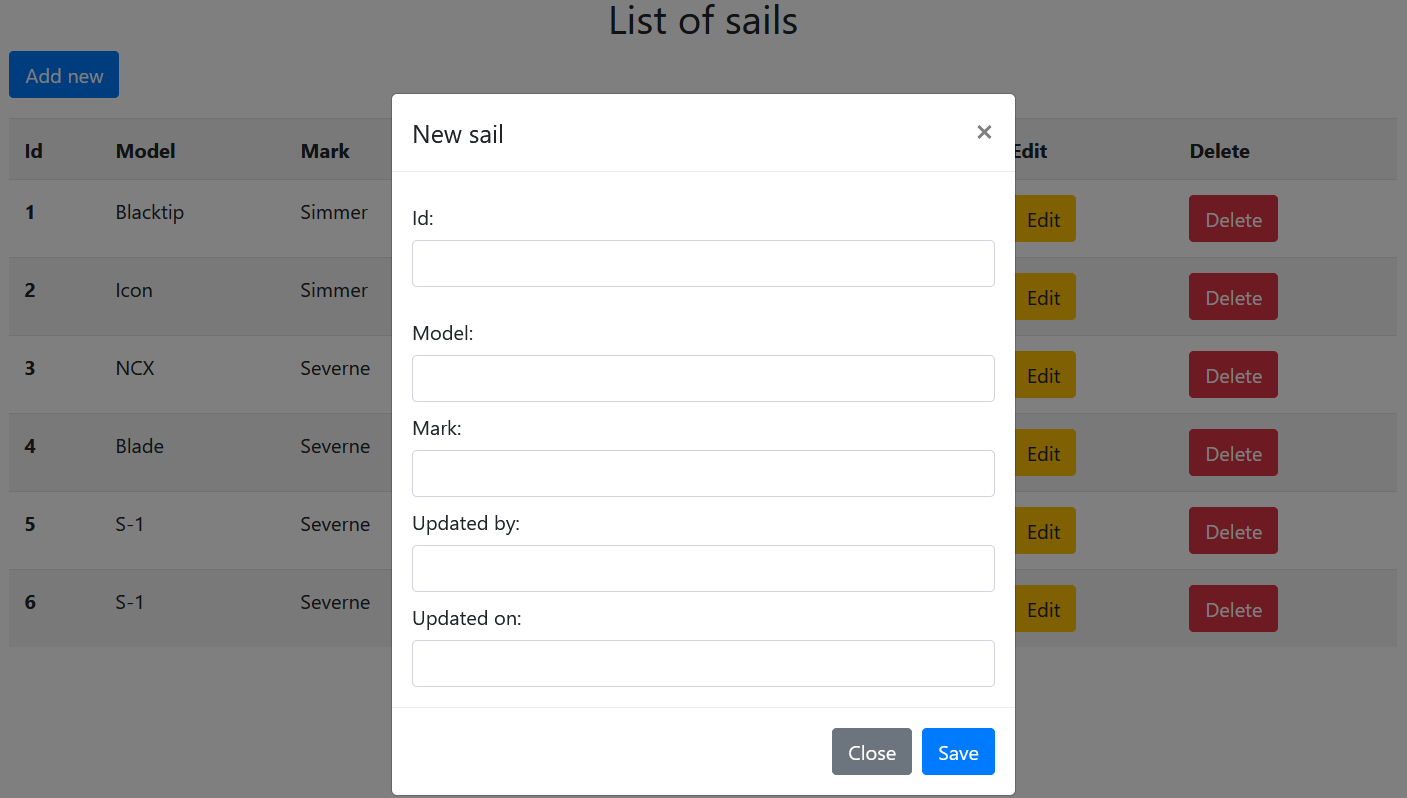 List of sails
Add new
Id Model Mark Edit Delete
1 Blacktip Simmer Edit Delete
2 Icon Simmer Edit Delete
3 NCX Severne Edit Delete
4 Blade Severne Edit Delete
5 S-1 Severne Edit Delete
6 S-1 Severne Edit Delete
New sail ×
Id:
Model:
Mark:
Updated by:
Updated on:
Close Save